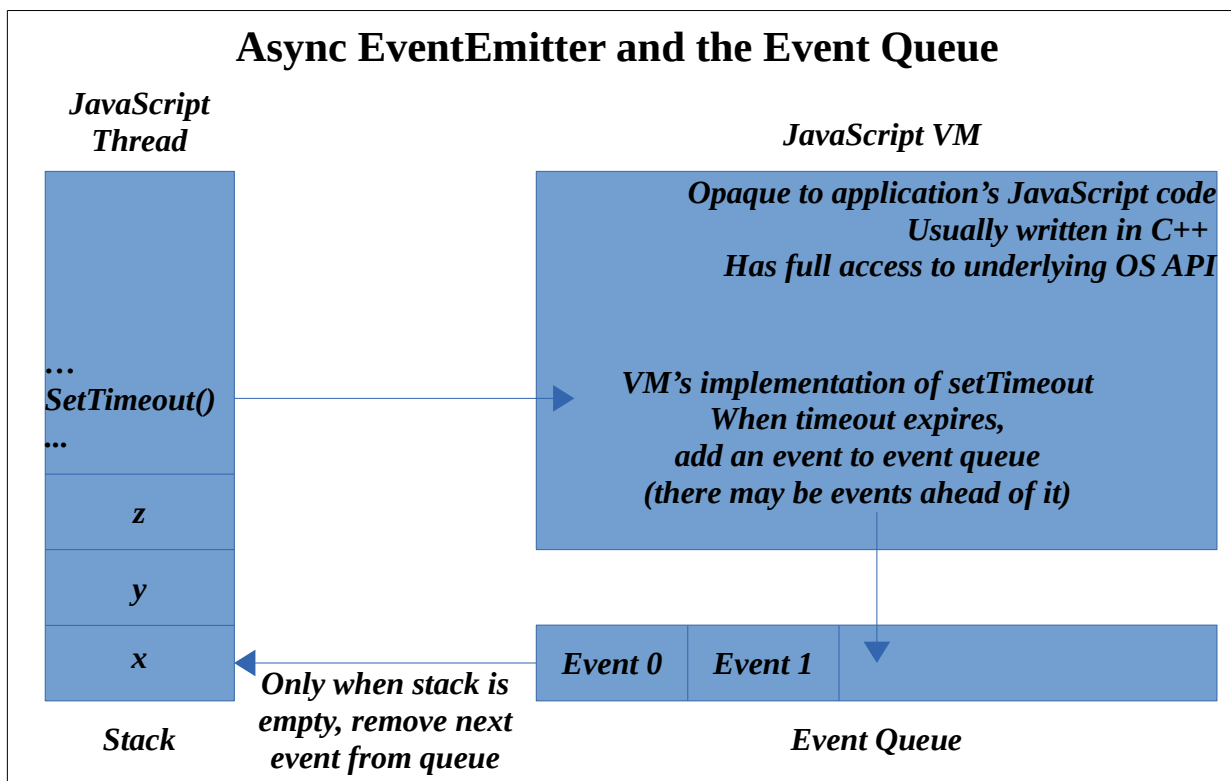 Async EventEmitter and the Event Queue
JavaScript
Thread
JavaScript VM
Opaque to application’s JavaScript code
Usually written in C++
Has full access to underlying OS API
…
SetTimeout()
...
VM’s implementation of setTimeout
When timeout expires,
add an event to event queue
(there may be events ahead of it)
z
y
x
Event 0
Event 1
Only when stack is
empty, remove next
event from queue
Stack
Event Queue